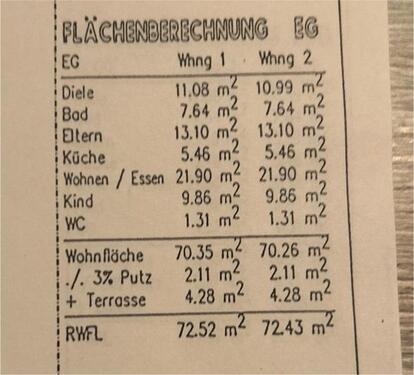 FLÄCHENBERECHNUNG EG
EG Whng 1 Whng 2
Diele 11.08 m² 10.99 m²
Bad 7.64 m² 7.64 m²
Eltern 13.10 m² 13.10 m²
Küche 5.46 m² 5.46 m²
Wohnen / Essen 21.90 m² 21.90 m²
Kind 9.86 m² 9.86 m²
WC 1.31 m² 1.31 m²
Wohnfläche 70.35 m² 70.26 m²
./. 3% Putz 2.11 m² 2.11 m²
+ Terrasse 4.28 m² 4.28 m²
RWFL 72.52 m² 72.43 m²